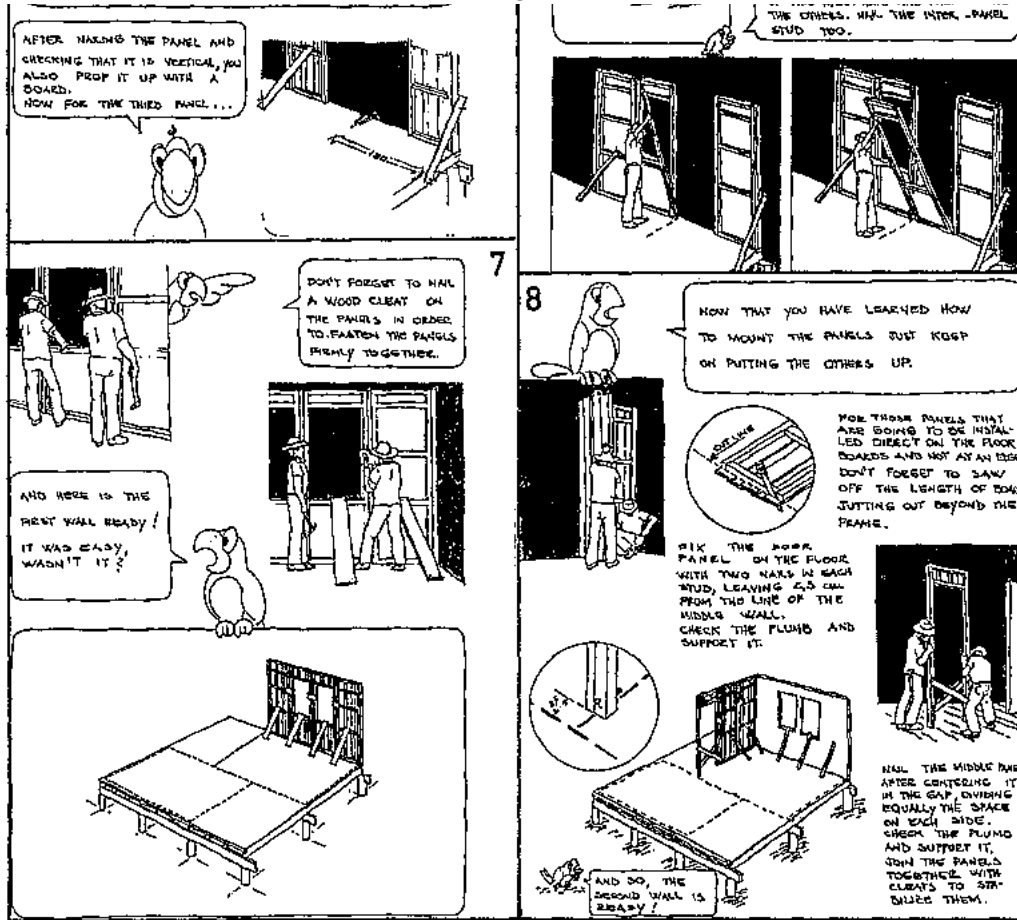 AFTER NAILING THE PANEL AND
CHECKING THAT IT IS VERTICAL, YOU
ALSO PROP IT UP WITH A
BOARD.
NOW FOR THE THIRD PANEL...
180
7
DON'T FORGET TO NAIL
A WOOD CLEAT ON
THE PANELS IN ORDER
TO FASTEN THE PANELS
FIRMLY TOGETHER.
AND HERE IS THE
FIRST WALL READY!
IT WAS EASY,
WASN'T IT?
THE OTHERS. NAIL THE INTER-PANEL
STUD TOO.
8
NOW THAT YOU HAVE LEARNED HOW
TO MOUNT THE PANELS JUST KEEP
ON PUTTING THE OTHERS UP.
CUT LINE
FOR THOSE PANELS THAT
ARE GOING TO BE INSTAL-
LED DIRECT ON THE FLOOR
BOARDS AND NOT AT AN EDGE
DON'T FORGET TO SAW
OFF THE LENGTH OF
JUTTING OUT BEYOND THE
FRAME.
FIX THE DOOR
PANEL ON THE FLOOR
WITH TWO NAILS IN EACH
STUD, LEAVING 2,5 cm
FROM THE LINE OF THE
MIDDLE WALL.
CHECK THE PLUMB AND
SUPPORT IT.
NAIL THE MIDDLE
AFTER CENTERING IT
IN THE GAP, DIVIDING
EQUALLY THE SPACE
ON EACH SIDE.
CHECK THE PLUMB
AND SUPPORT IT,
JOIN THE PANELS
TOGETHER WITH
CLEATS TO STA-
BILIZE THEM.
AND SO, THE
SECOND WALL IS
READY!